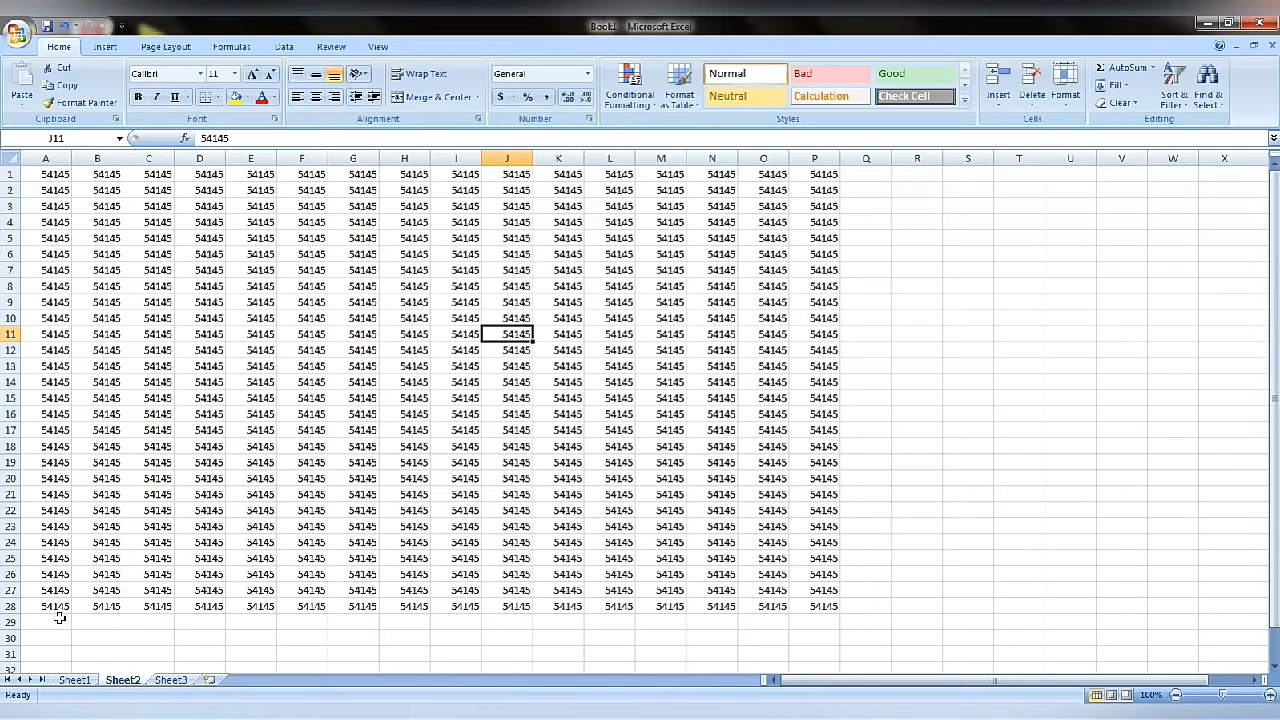 Book1 - Microsoft Excel
Home Insert Page Layout Formulas Data Review View
Paste Cut Copy Format Painter Clipboard
Calibri 11 B I U Font
Wrap Text Merge & Center Alignment
General $ % , Number
Conditional Formatting Format as Table Normal Bad Good Neutral Calculation Check Cell Styles
Insert Delete Format Cells
AutoSum Fill Clear Sort & Filter Find & Select Editing
J11 fx 54145
A B C D E F G H I J K L M N O P Q R S T U V W X
1 54145 54145 54145 54145 54145 54145 54145 54145 54145 54145 54145 54145 54145 54145 54145 54145
2 54145 54145 54145 54145 54145 54145 54145 54145 54145 54145 54145 54145 54145 54145 54145 54145
3 54145 54145 54145 54145 54145 54145 54145 54145 54145 54145 54145 54145 54145 54145 54145 54145
4 54145 54145 54145 54145 54145 54145 54145 54145 54145 54145 54145 54145 54145 54145 54145 54145
5 54145 54145 54145 54145 54145 54145 54145 54145 54145 54145 54145 54145 54145 54145 54145 54145
6 54145 54145 54145 54145 54145 54145 54145 54145 54145 54145 54145 54145 54145 54145 54145 54145
7 54145 54145 54145 54145 54145 54145 54145 54145 54145 54145 54145 54145 54145 54145 54145 54145
8 54145 54145 54145 54145 54145 54145 54145 54145 54145 54145 54145 54145 54145 54145 54145 54145
9 54145 54145 54145 54145 54145 54145 54145 54145 54145 54145 54145 54145 54145 54145 54145 54145
10 54145 54145 54145 54145 54145 54145 54145 54145 54145 54145 54145 54145 54145 54145 54145 54145
11 54145 54145 54145 54145 54145 54145 54145 54145 54145 54145 54145 54145 54145 54145 54145 54145
12 54145 54145 54145 54145 54145 54145 54145 54145 54145 54145 54145 54145 54145 54145 54145 54145
13 54145 54145 54145 54145 54145 54145 54145 54145 54145 54145 54145 54145 54145 54145 54145 54145
14 54145 54145 54145 54145 54145 54145 54145 54145 54145 54145 54145 54145 54145 54145 54145 54145
15 54145 54145 54145 54145 54145 54145 54145 54145 54145 54145 54145 54145 54145 54145 54145 54145
16 54145 54145 54145 54145 54145 54145 54145 54145 54145 54145 54145 54145 54145 54145 54145 54145
17 54145 54145 54145 54145 54145 54145 54145 54145 54145 54145 54145 54145 54145 54145 54145 54145
18 54145 54145 54145 54145 54145 54145 54145 54145 54145 54145 54145 54145 54145 54145 54145 54145
19 54145 54145 54145 54145 54145 54145 54145 54145 54145 54145 54145 54145 54145 54145 54145 54145
20 54145 54145 54145 54145 54145 54145 54145 54145 54145 54145 54145 54145 54145 54145 54145 54145
21 54145 54145 54145 54145 54145 54145 54145 54145 54145 54145 54145 54145 54145 54145 54145 54145
22 54145 54145 54145 54145 54145 54145 54145 54145 54145 54145 54145 54145 54145 54145 54145 54145
23 54145 54145 54145 54145 54145 54145 54145 54145 54145 54145 54145 54145 54145 54145 54145 54145
24 54145 54145 54145 54145 54145 54145 54145 54145 54145 54145 54145 54145 54145 54145 54145 54145
25 54145 54145 54145 54145 54145 54145 54145 54145 54145 54145 54145 54145 54145 54145 54145 54145
26 54145 54145 54145 54145 54145 54145 54145 54145 54145 54145 54145 54145 54145 54145 54145 54145
27 54145 54145 54145 54145 54145 54145 54145 54145 54145 54145 54145 54145 54145 54145 54145 54145
28 54145 54145 54145 54145 54145 54145 54145 54145 54145 54145 54145 54145 54145 54145 54145 54145
29
30
31
32
Sheet1 Sheet2 Sheet3
Ready 100%